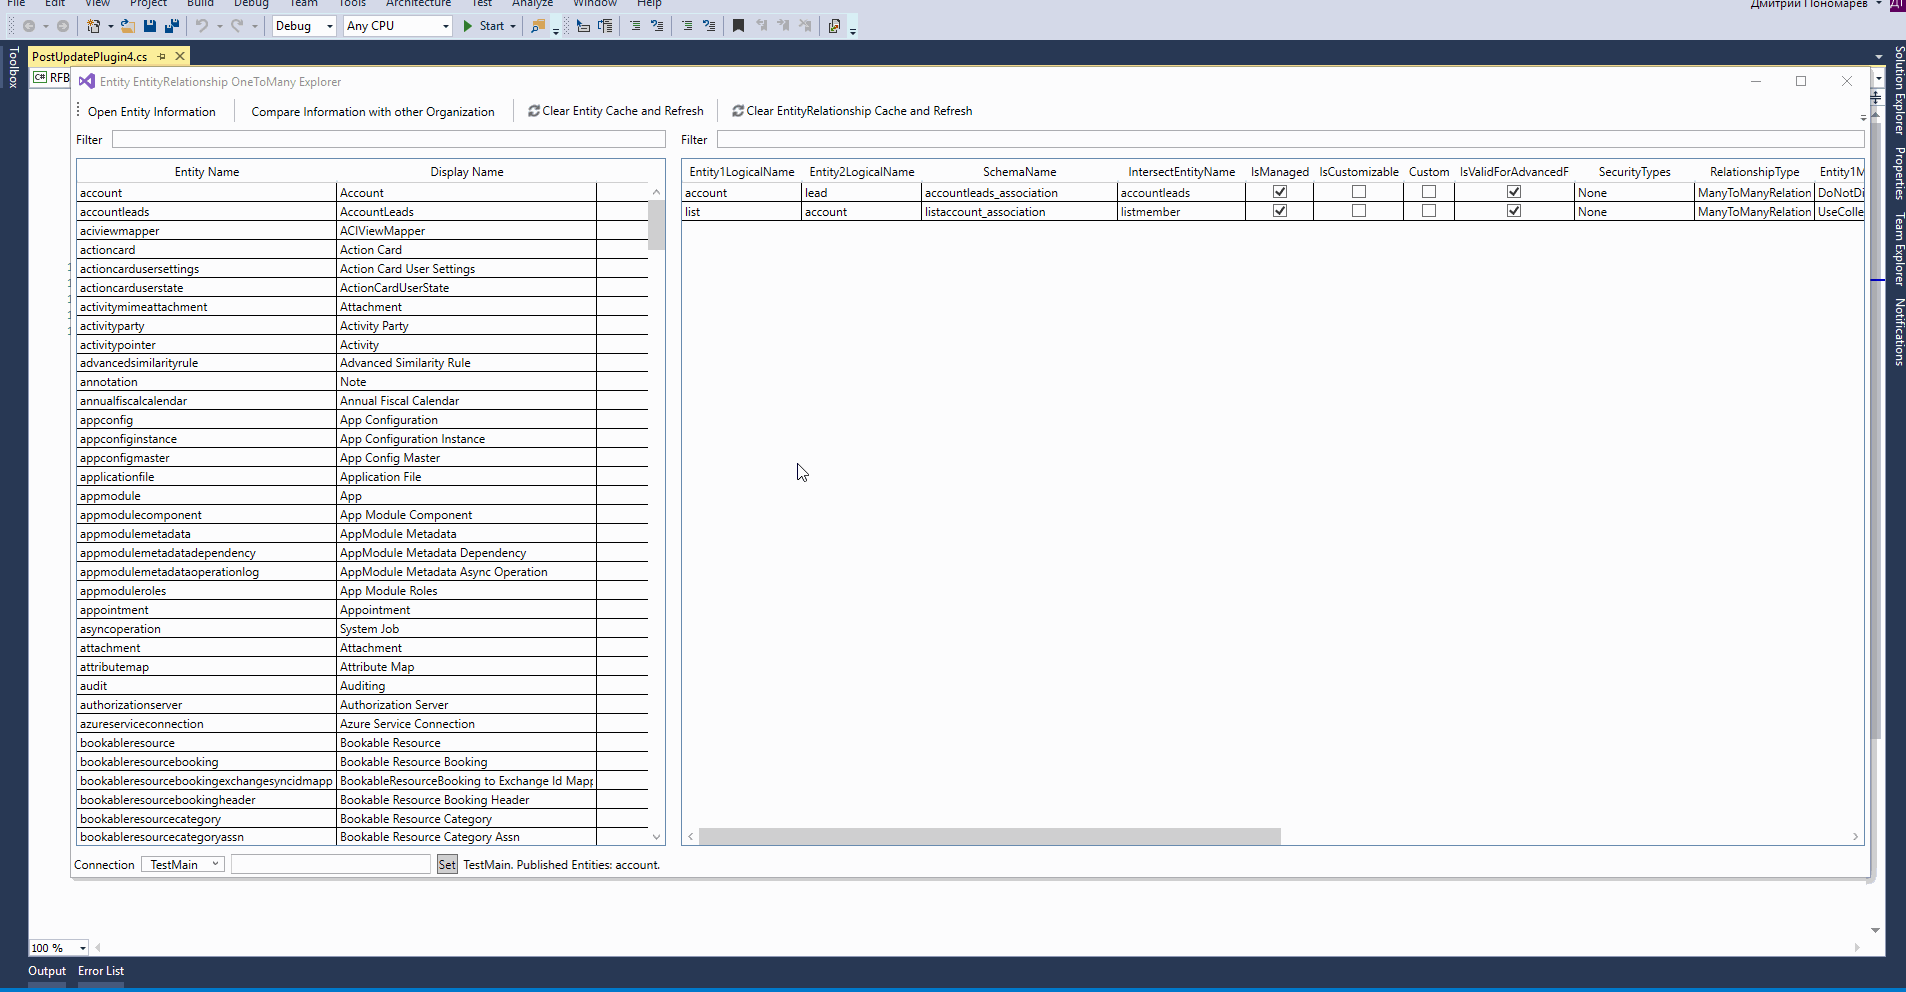 File Edit View Project Build Debug Team Tools Architecture Test Analyze Window Help
Дмитрий Пономарев
ДП
Debug Any CPU Start
Toolbox
PostUpdatePlugin4.cs
C# RFB
Entity EntityRelationship OneToMany Explorer
Open Entity Information Compare Information with other Organization Clear Entity Cache and Refresh Clear EntityRelationship Cache and Refresh
Filter Filter
Entity Name Display Name
account Account
accountleads AccountLeads
aciviewmapper ACIViewMapper
actioncard Action Card
actioncardusersettings Action Card User Settings
actioncarduserstate ActionCardUserState
activitymimeattachment Attachment
activityparty Activity Party
activitypointer Activity
advancedsimilarityrule Advanced Similarity Rule
annotation Note
annualfiscalcalendar Annual Fiscal Calendar
appconfig App Configuration
appconfiginstance App Configuration Instance
appconfigmaster App Config Master
applicationfile Application File
appmodule App
appmodulecomponent App Module Component
appmodulemetadata AppModule Metadata
appmodulemetadatadependency AppModule Metadata Dependency
appmodulemetadataoperationlog AppModule Metadata Async Operation
appmoduleroles App Module Roles
appointment Appointment
asyncoperation System Job
attachment Attachment
attributemap Attribute Map
audit Auditing
authorizationserver Authorization Server
azureserviceconnection Azure Service Connection
bookableresource Bookable Resource
bookableresourcebooking Bookable Resource Booking
bookableresourcebookingexchangesyncidmapp BookableResourceBooking to Exchange Id Mapp
bookableresourcebookingheader Bookable Resource Booking Header
bookableresourcecategory Bookable Resource Category
bookableresourcecategoryassn Bookable Resource Category Assn
Entity1LogicalName Entity2LogicalName SchemaName IntersectEntityName IsManaged IsCustomizable Custom IsValidForAdvancedF SecurityTypes RelationshipType Entity1M
account lead accountleads_association accountleads None ManyToManyRelation DoNotDi
list account listaccount_association listmember None ManyToManyRelation UseColle
Connection TestMain Set TestMain. Published Entities: account.
100 %
Output Error List
Solution Explorer
Properties
Team Explorer
Notifications